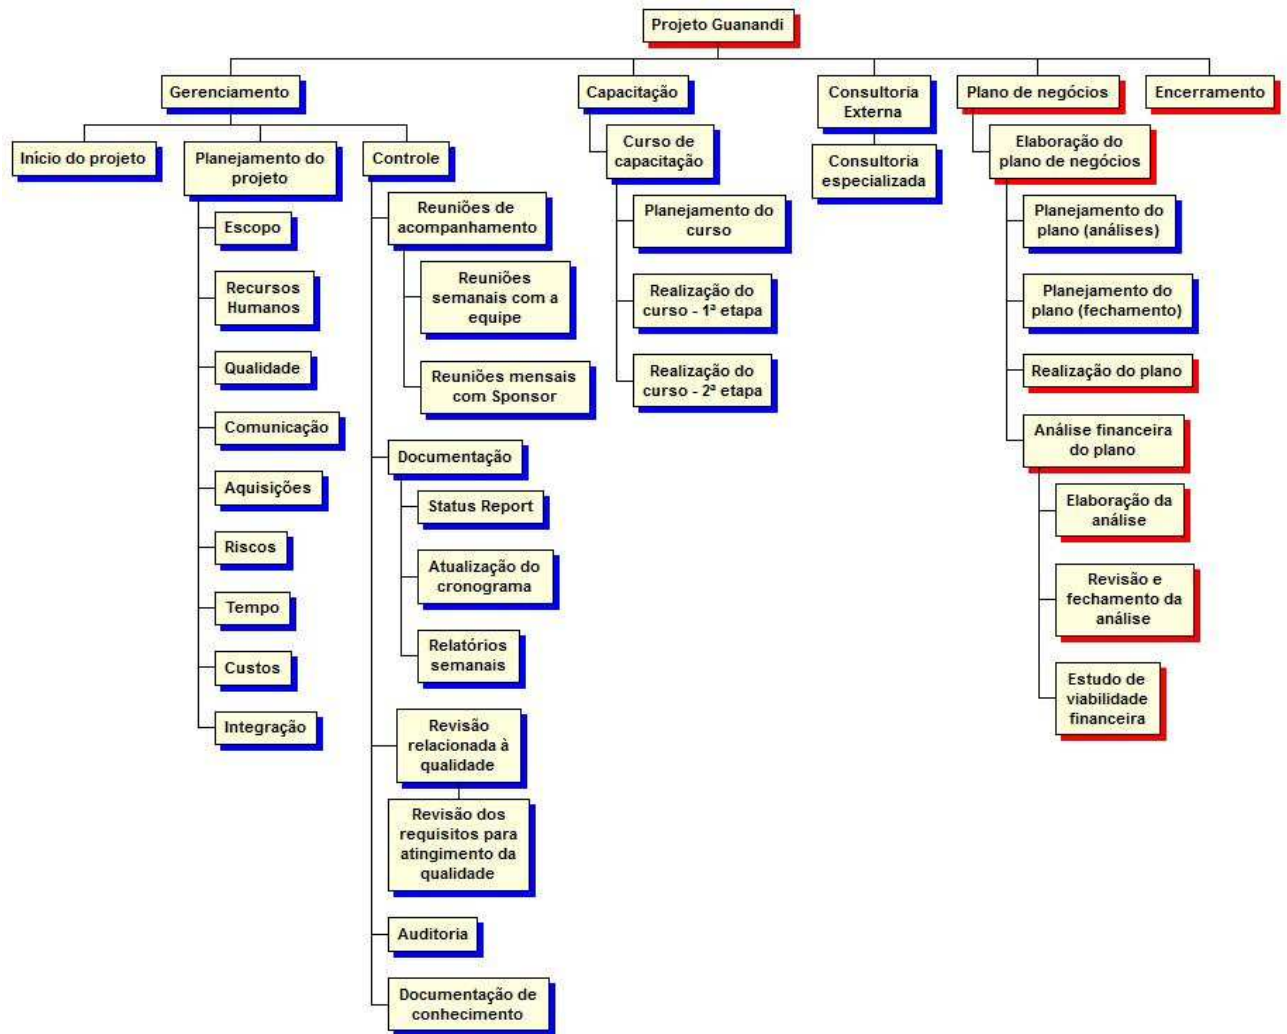 Projeto Guanandi
Gerenciamento
Capacitação
Consultoria
Externa
Plano de negócios
Encerramento
Início do projeto
Planejamento do
projeto
Controle
Curso de
capacitação
Consultoria
especializada
Elaboração do
plano de negócios
Escopo
Recursos
Humanos
Qualidade
Comunicação
Aquisições
Riscos
Tempo
Custos
Integração
Reuniões de
acompanhamento
Reuniões
semanais com a
equipe
Reuniões mensais
com Sponsor
Documentação
Status Report
Atualização do
cronograma
Relatórios
semanais
Revisão
relacionada à
qualidade
Revisão dos
requisitos para
atingimento da
qualidade
Auditoria
Documentação de
conhecimento
Planejamento do
curso
Realização do
curso - 1ª etapa
Realização do
curso - 2ª etapa
Planejamento do
plano (análises)
Planejamento do
plano (fechamento)
Realização do plano
Análise financeira
do plano
Elaboração da
análise
Revisão e
fechamento da
análise
Estudo de
viabilidade
financeira